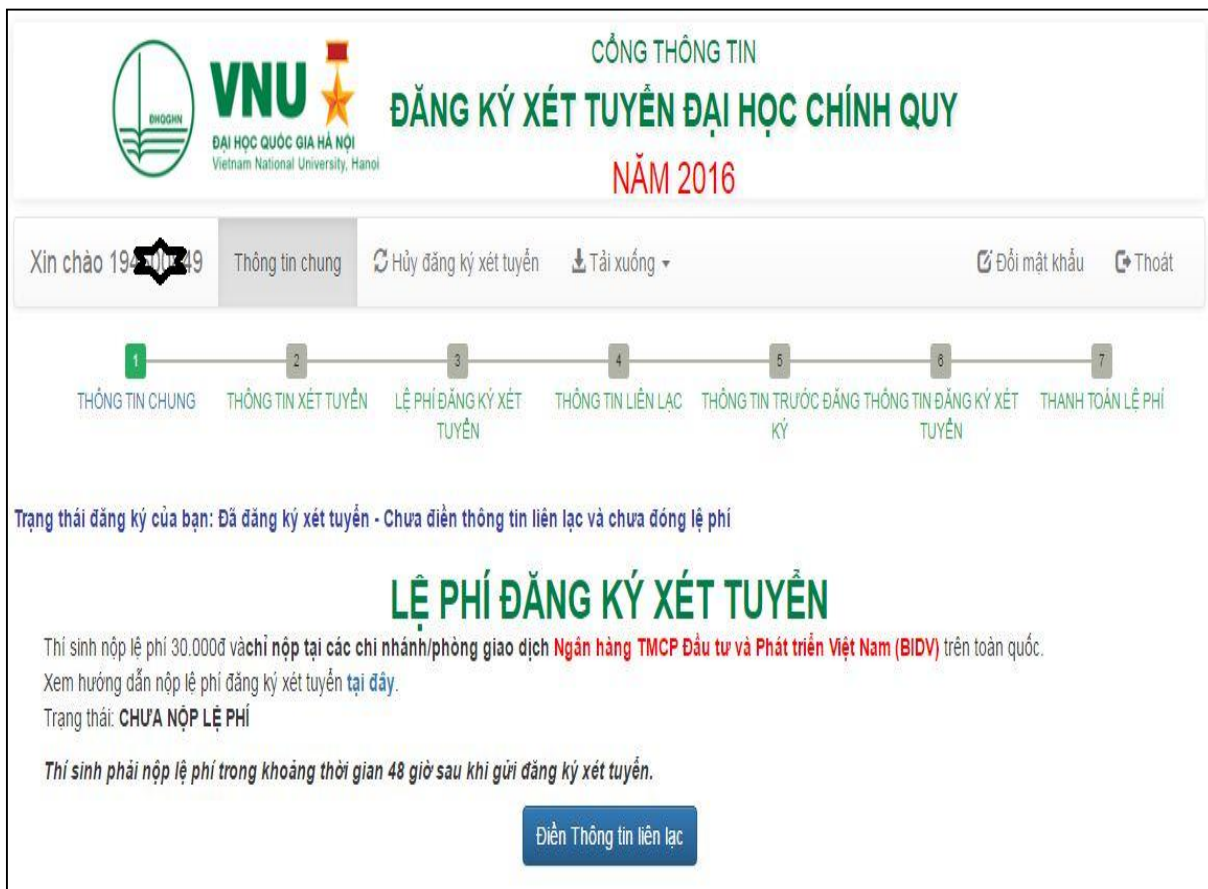 ĐHQGHN
VNU
ĐẠI HỌC QUỐC GIA HÀ NỘI
Vietnam National University, Hanoi
CỔNG THÔNG TIN
ĐĂNG KÝ XÉT TUYỂN ĐẠI HỌC CHÍNH QUY
NĂM 2016
Xin chào 194 49 Thông tin chung Hủy đăng ký xét tuyển Tải xuống Đổi mật khẩu Thoát
1 2 3 4 5 6 7
THÔNG TIN CHUNG THÔNG TIN XÉT TUYỂN LỆ PHÍ ĐĂNG KÝ XÉT THÔNG TIN LIÊN LẠC THÔNG TIN TRƯỚC ĐĂNG THÔNG TIN ĐĂNG KÝ XÉT THANH TOÁN LỆ PHÍ
TUYỂN KÝ TUYỂN
Trạng thái đăng ký của bạn: Đã đăng ký xét tuyển - Chưa điền thông tin liên lạc và chưa đóng lệ phí
LỆ PHÍ ĐĂNG KÝ XÉT TUYỂN
Thí sinh nộp lệ phí 30.000đ vàchỉ nộp tại các chi nhánh/phòng giao dịch Ngân hàng TMCP Đầu tư và Phát triển Việt Nam (BIDV) trên toàn quốc.
Xem hướng dẫn nộp lệ phí đăng ký xét tuyển tại đây.
Trạng thái: CHƯA NỘP LỆ PHÍ
Thí sinh phải nộp lệ phí trong khoảng thời gian 48 giờ sau khi gửi đăng ký xét tuyển.
Điền Thông tin liên lạc